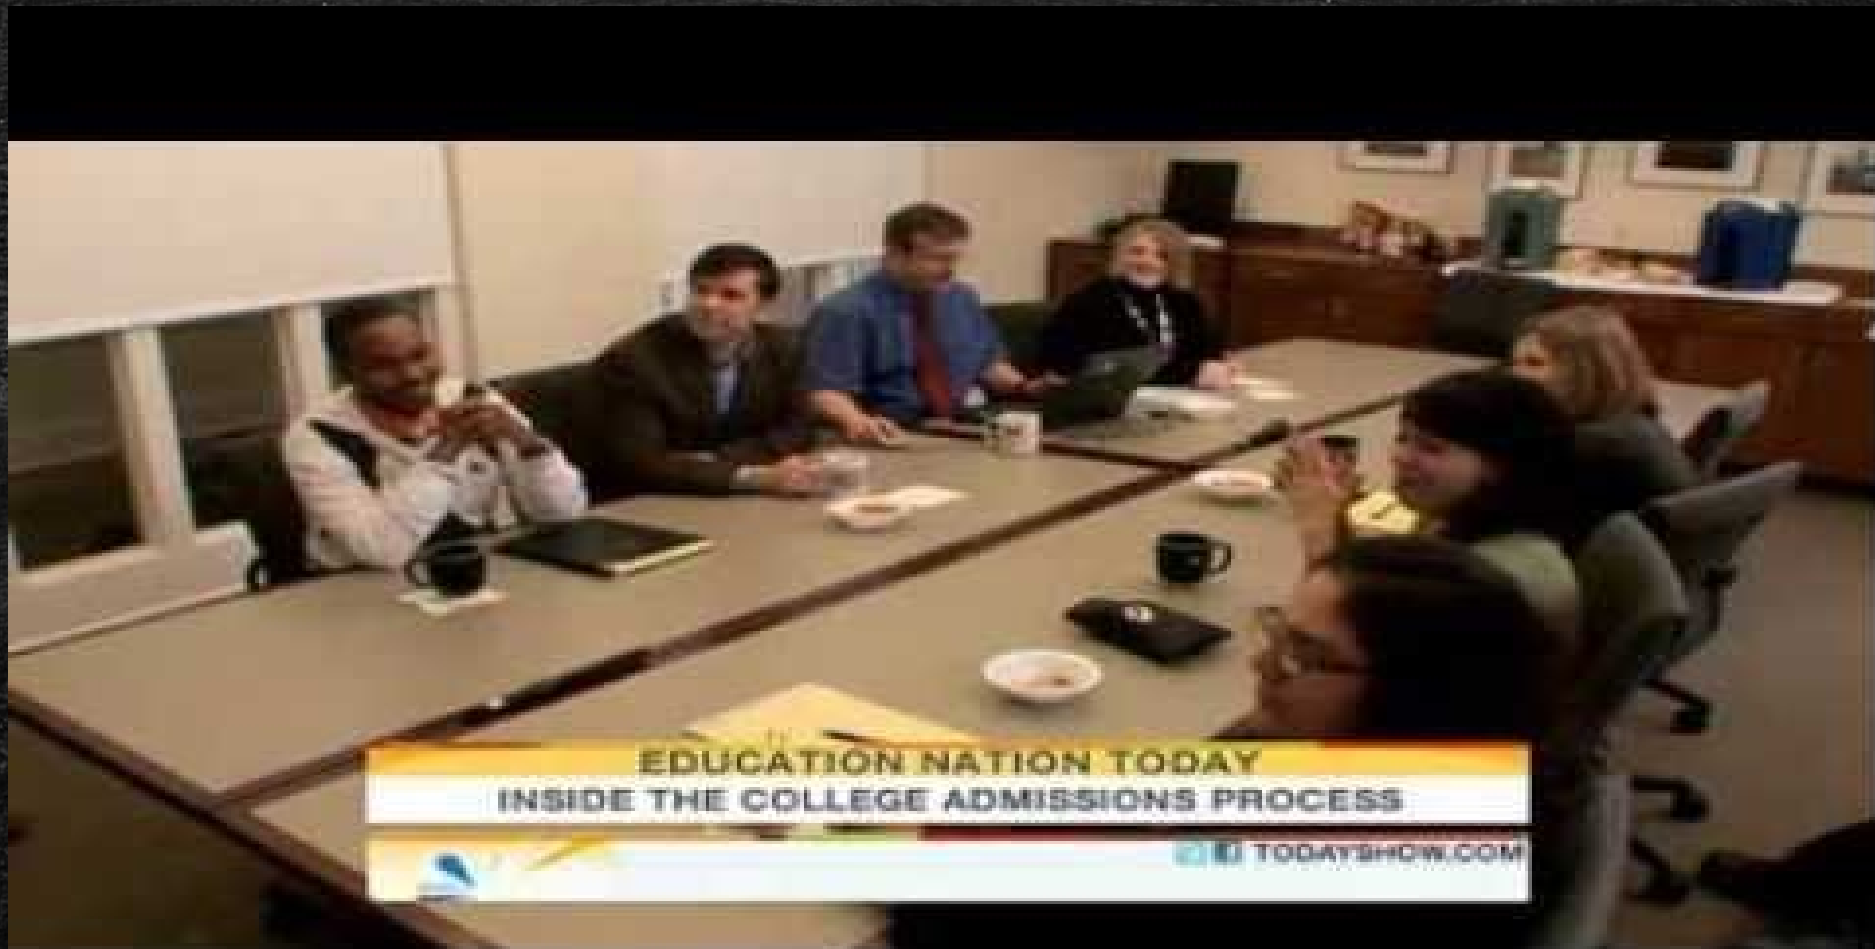 EDUCATION NATION TODAY
INSIDE THE COLLEGE ADMISSIONS PROCESS
TODAYSHOW.COM